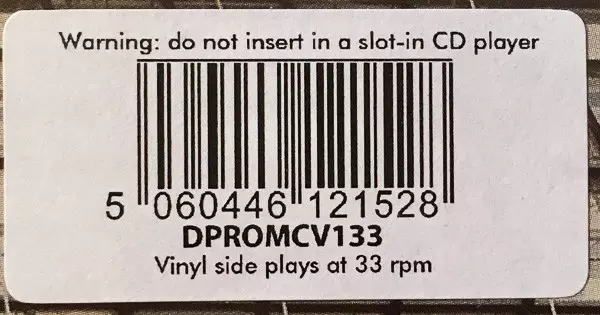 Warning: do not insert in a slot-in CD player
5 060446 121528
DPROMCV133
Vinyl side plays at 33 rpm